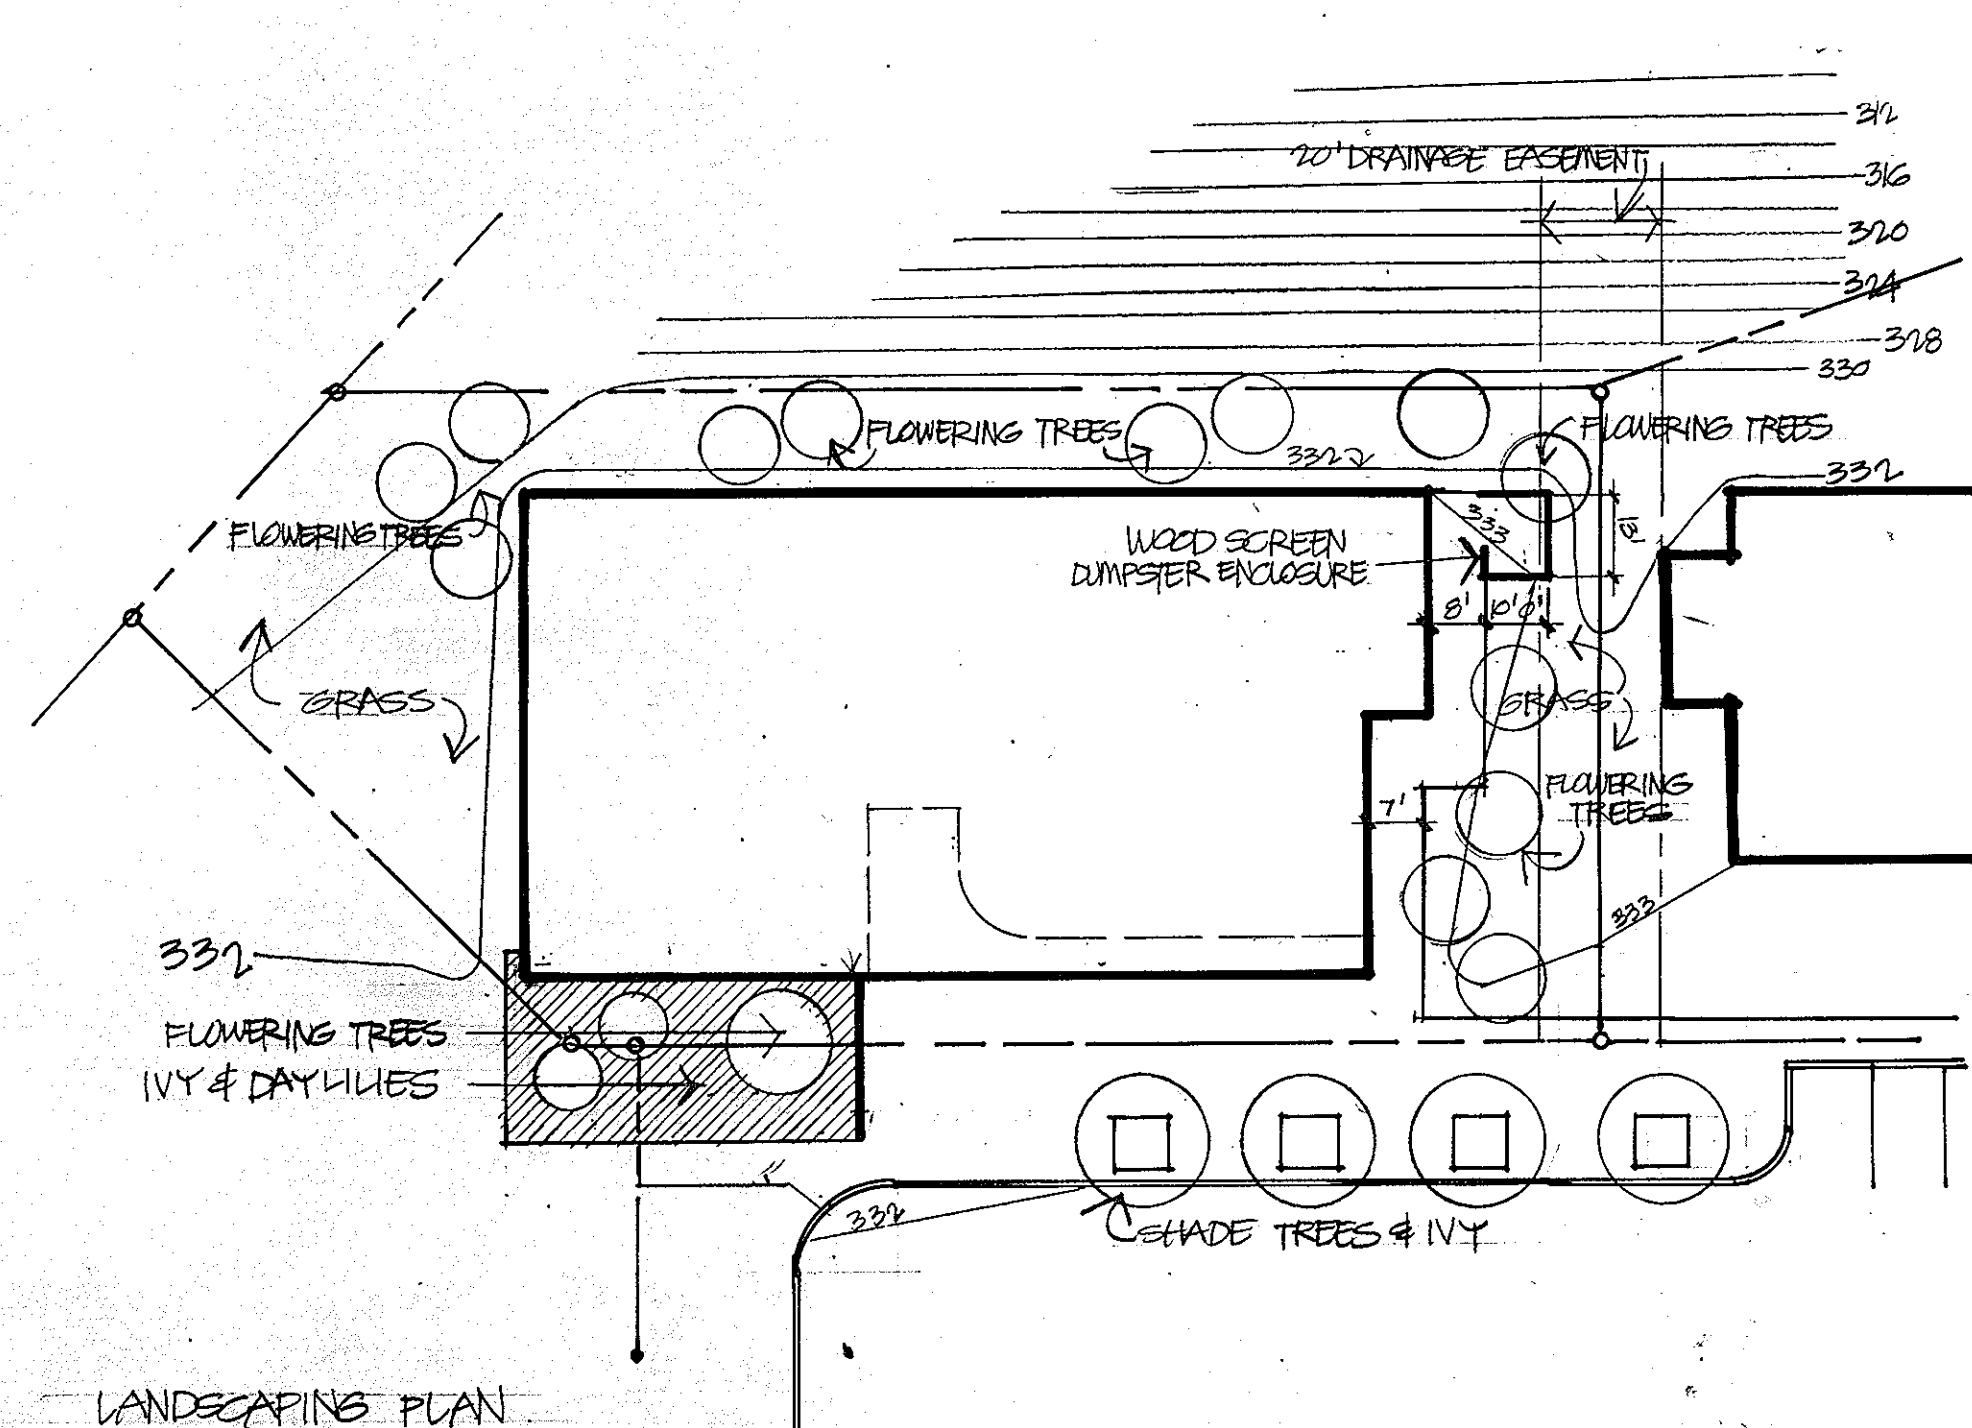 312
20' DRAINAGE EASEMENT
316
320
324
328
330
FLOWERING TREES
FLOWERING TREES
332
332
FLOWERING TREES
333
13'
WOOD SCREEN
DUMPSTER ENCLOSURE
8'
10'
GRASS
GRASS
FLOWERING
TREES
7'
333
332
FLOWERING TREES
IVY & DAYLILIES
332
SHADE TREES & IVY
LANDSCAPING PLAN